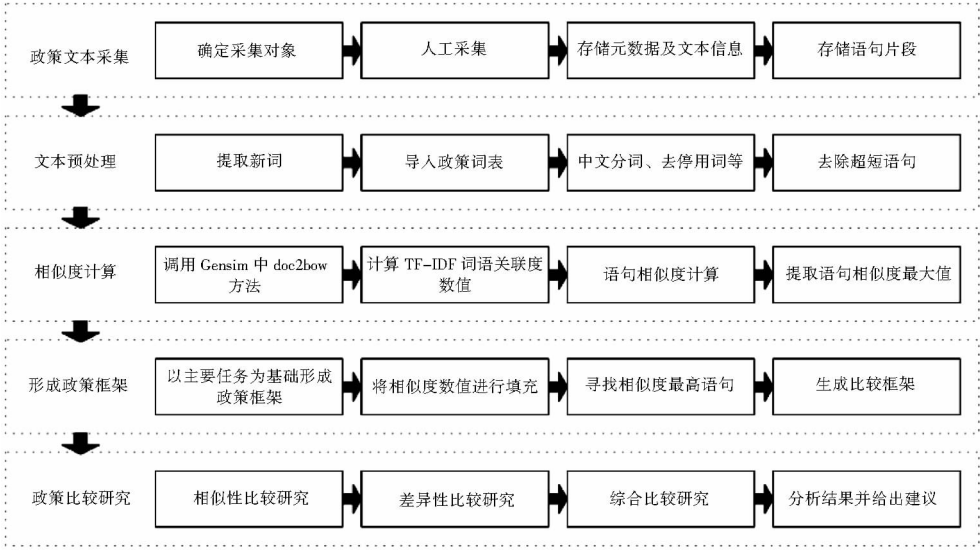 政策文本采集
确定采集对象
人工采集
存储元数据及文本信息
存储语句片段
文本预处理
提取新词
导入政策词表
中文分词、去停用词等
去除超短语句
相似度计算
调用 Gensim 中 doc2bow
方法
计算 TF-IDF 词语关联度
数值
语句相似度计算
提取语句相似度最大值
形成政策框架
以主要任务为基础形成
政策框架
将相似度数值进行填充
寻找相似度最高语句
生成比较框架
政策比较研究
相似性比较研究
差异性比较研究
综合比较研究
分析结果并给出建议